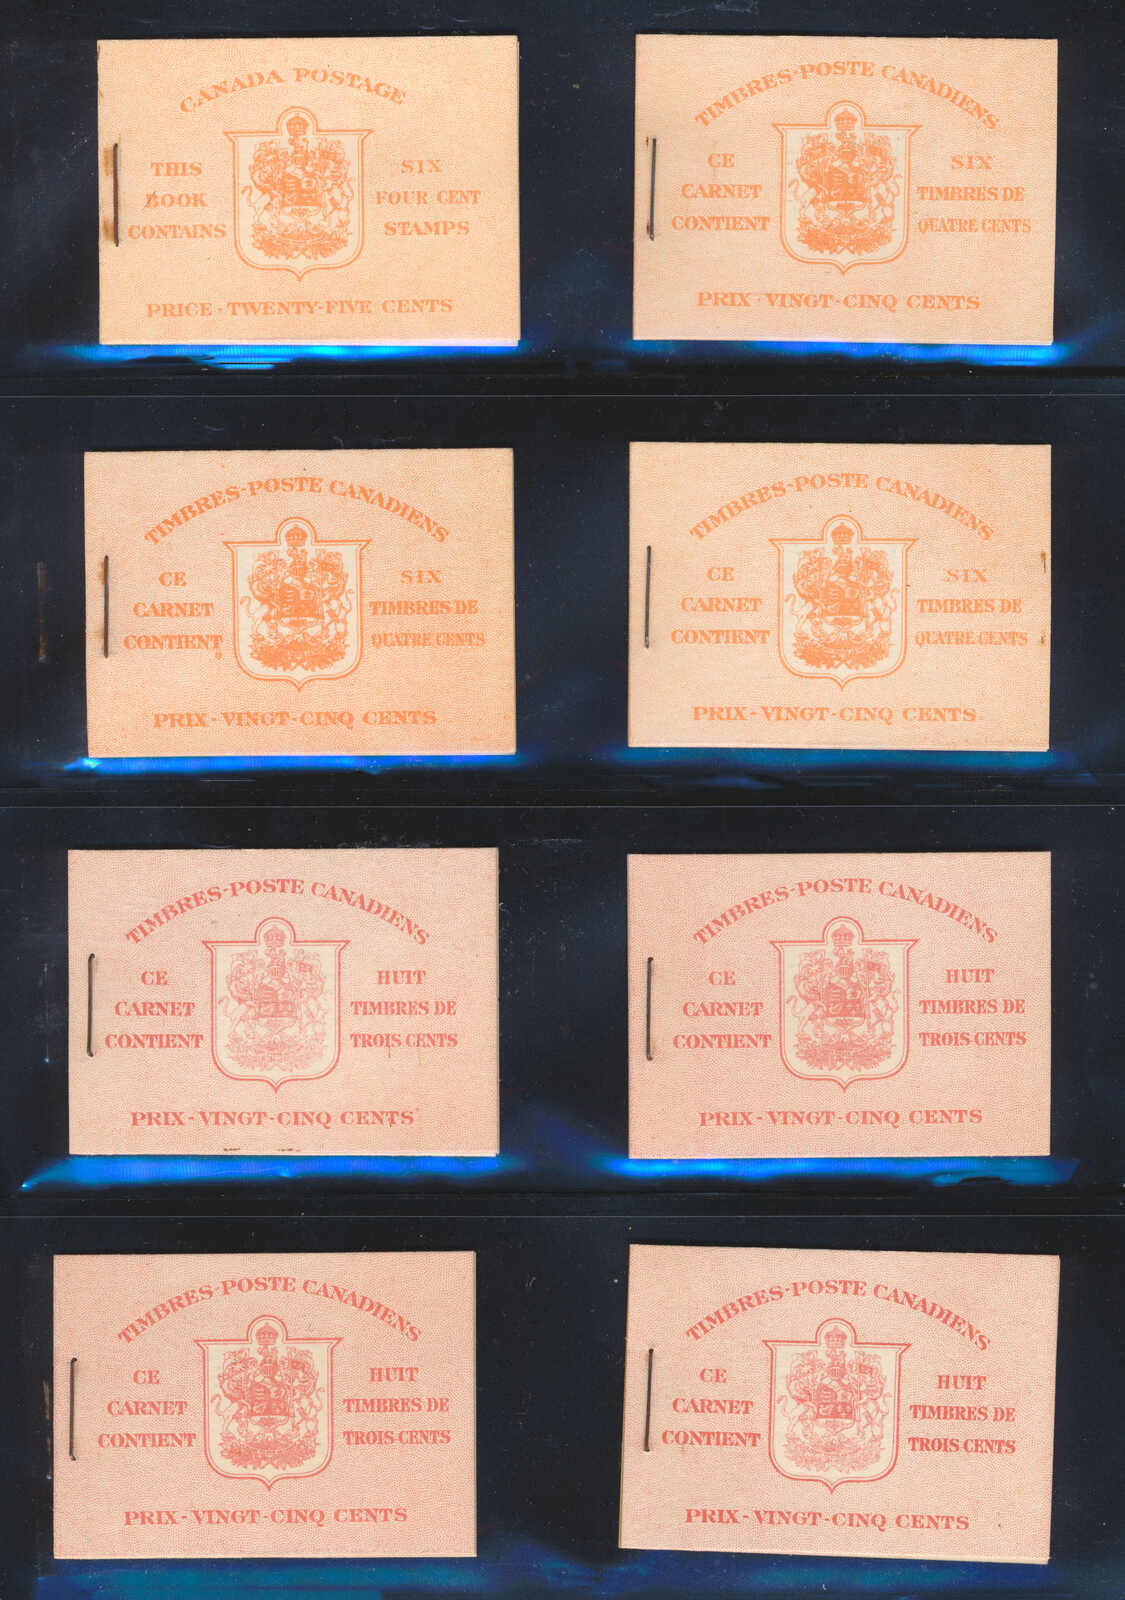 CANADA POSTAGE
THIS
BOOK
CONTAINS
SIX
FOUR CENT
STAMPS
PRICE · TWENTY-FIVE CENTS
TIMBRES-POSTE CANADIENS
CE
CARNET
CONTIENT
SIX
TIMBRES DE
QUATRE CENTS
PRIX · VINGT-CINQ CENTS
TIMBRES-POSTE CANADIENS
CE
CARNET
CONTIENT
SIX
TIMBRES DE
QUATRE CENTS
PRIX - VINGT-CINQ CENTS
TIMBRES-POSTE CANADIENS
CE
CARNET
CONTIENT
SIX
TIMBRES DE
QUATRE CENTS
PRIX - VINGT-CINQ CENTS
TIMBRES-POSTE CANADIENS
CE
CARNET
CONTIENT
HUIT
TIMBRES DE
TROIS CENTS
PRIX - VINGT-CINQ CENTS
TIMBRES-POSTE CANADIENS
CE
CARNET
CONTIENT
HUIT
TIMBRES DE
TROIS CENTS
PRIX - VINGT-CINQ CENTS
TIMBRES-POSTE CANADIENS
CE
CARNET
CONTIENT
HUIT
TIMBRES DE
TROIS CENTS
PRIX - VINGT-CINQ CENTS
TIMBRES-POSTE CANADIENS
CE
CARNET
CONTIENT
HUIT
TIMBRES DE
TROIS CENTS
PRIX - VINGT-CINQ CENTS